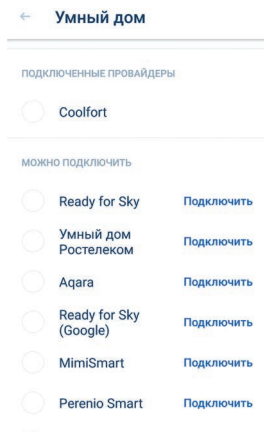 Умный дом
ПОДКЛЮЧЕННЫЕ ПРОВАЙДЕРЫ
Coolfort
МОЖНО ПОДКЛЮЧИТЬ
Ready for Sky Подключить
Умный дом
Ростелеком Подключить
Aqara Подключить
Ready for Sky
(Google) Подключить
MimiSmart Подключить
Perenio Smart Подключить